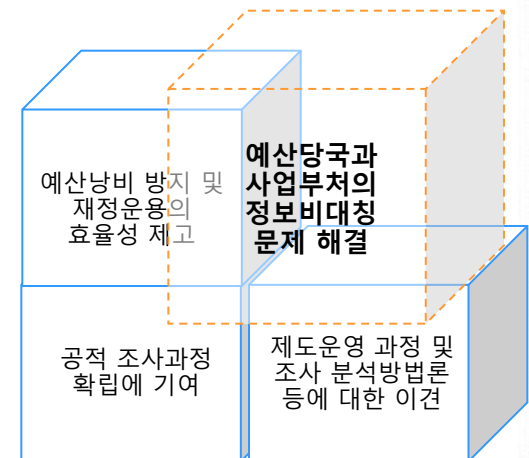 예산낭비 방지 및
재정운용의
효율성 제고
예산당국과
사업부처의
정보비대칭
문제 해결
공적 조사과정
확립에 기여
제도운영 과정 및
조사 분석방법론
등에 대한 이견